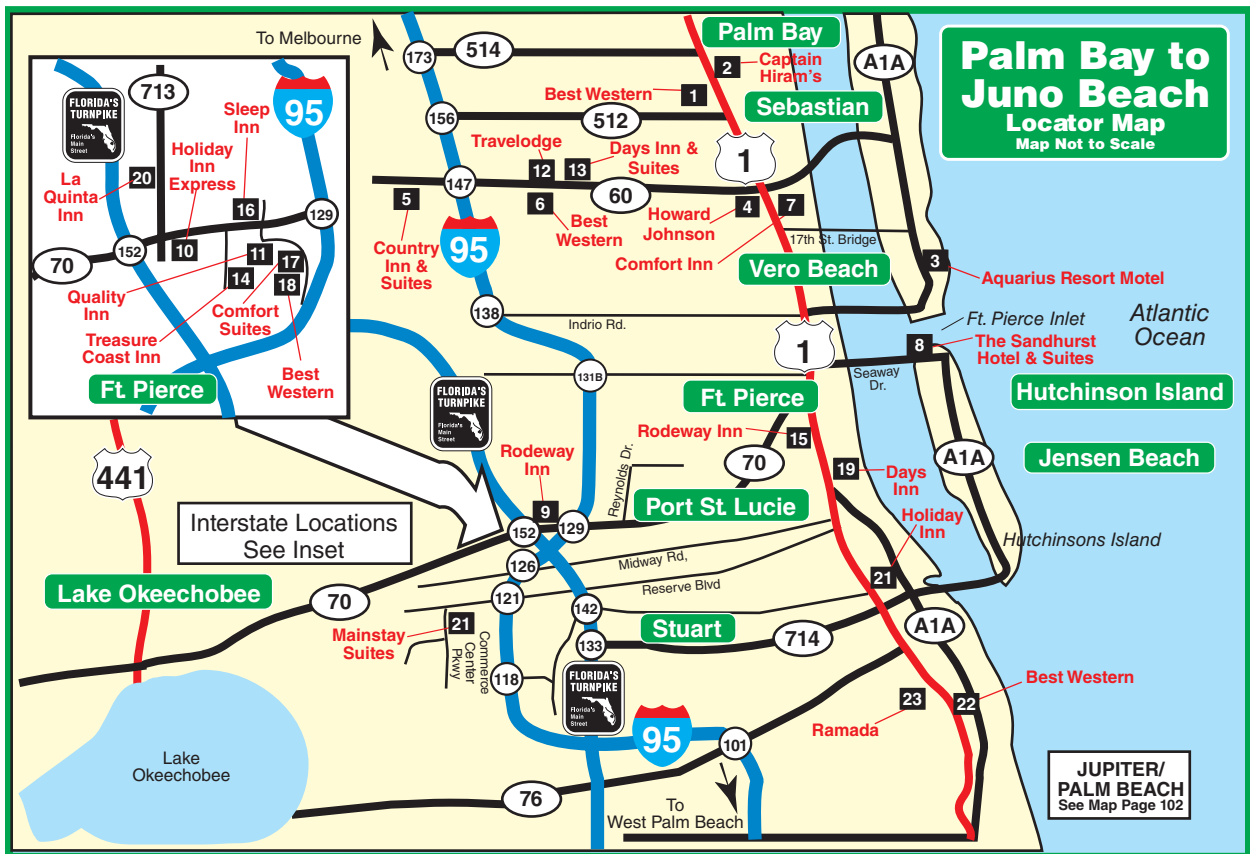 Palm Bay to
Juno Beach
Locator Map
Map Not to Scale
To Melbourne
173
514
Palm Bay
2
Captain
Hiram's
A1A
Best Western
1
Sebastian
156
512
1
Travelodge
12
13
Days Inn &
Suites
147
60
5
Country
Inn &
Suites
95
6
Best
Western
Howard
Johnson
4
7
Comfort Inn
17th St. Bridge
Vero Beach
3
Aquarius Resort Motel
138
Indrio Rd.
Ft. Pierce Inlet
Atlantic
Ocean
1
8
The Sandhurst
Hotel & Suites
Seaway
Dr.
131B
Hutchinson Island
Ft. Pierce
Jensen Beach
FLORIDA'S
TURNPIKE
Florida's
Main
Street
713
Sleep
Inn
95
La
Quinta
Inn
20
Holiday
Inn
Express
16
129
152
10
70
11
17
14
18
Quality
Inn
Comfort
Suites
Treasure
Coast Inn
Best
Western
Ft. Pierce
FLORIDA'S
TURNPIKE
Florida's
Main
Street
441
Rodeway Inn
15
70
19
Days
Inn
A1A
Rodeway
Inn
9
Reynolds Dr.
Port St. Lucie
Holiday
Inn
Interstate Locations
See Inset
152
129
Hutchinsons Island
126
Midway Rd,
21
Lake Okeechobee
70
121
Reserve Blvd
142
A1A
Mainstay
Suites
21
Commerce
Center
Pkwy
133
Stuart
714
118
FLORIDA'S
TURNPIKE
Florida's
Main
Street
Best Western
23
22
Ramada
95
101
Lake
Okeechobee
76
To
West Palm Beach
JUPITER/
PALM BEACH
See Map Page 102